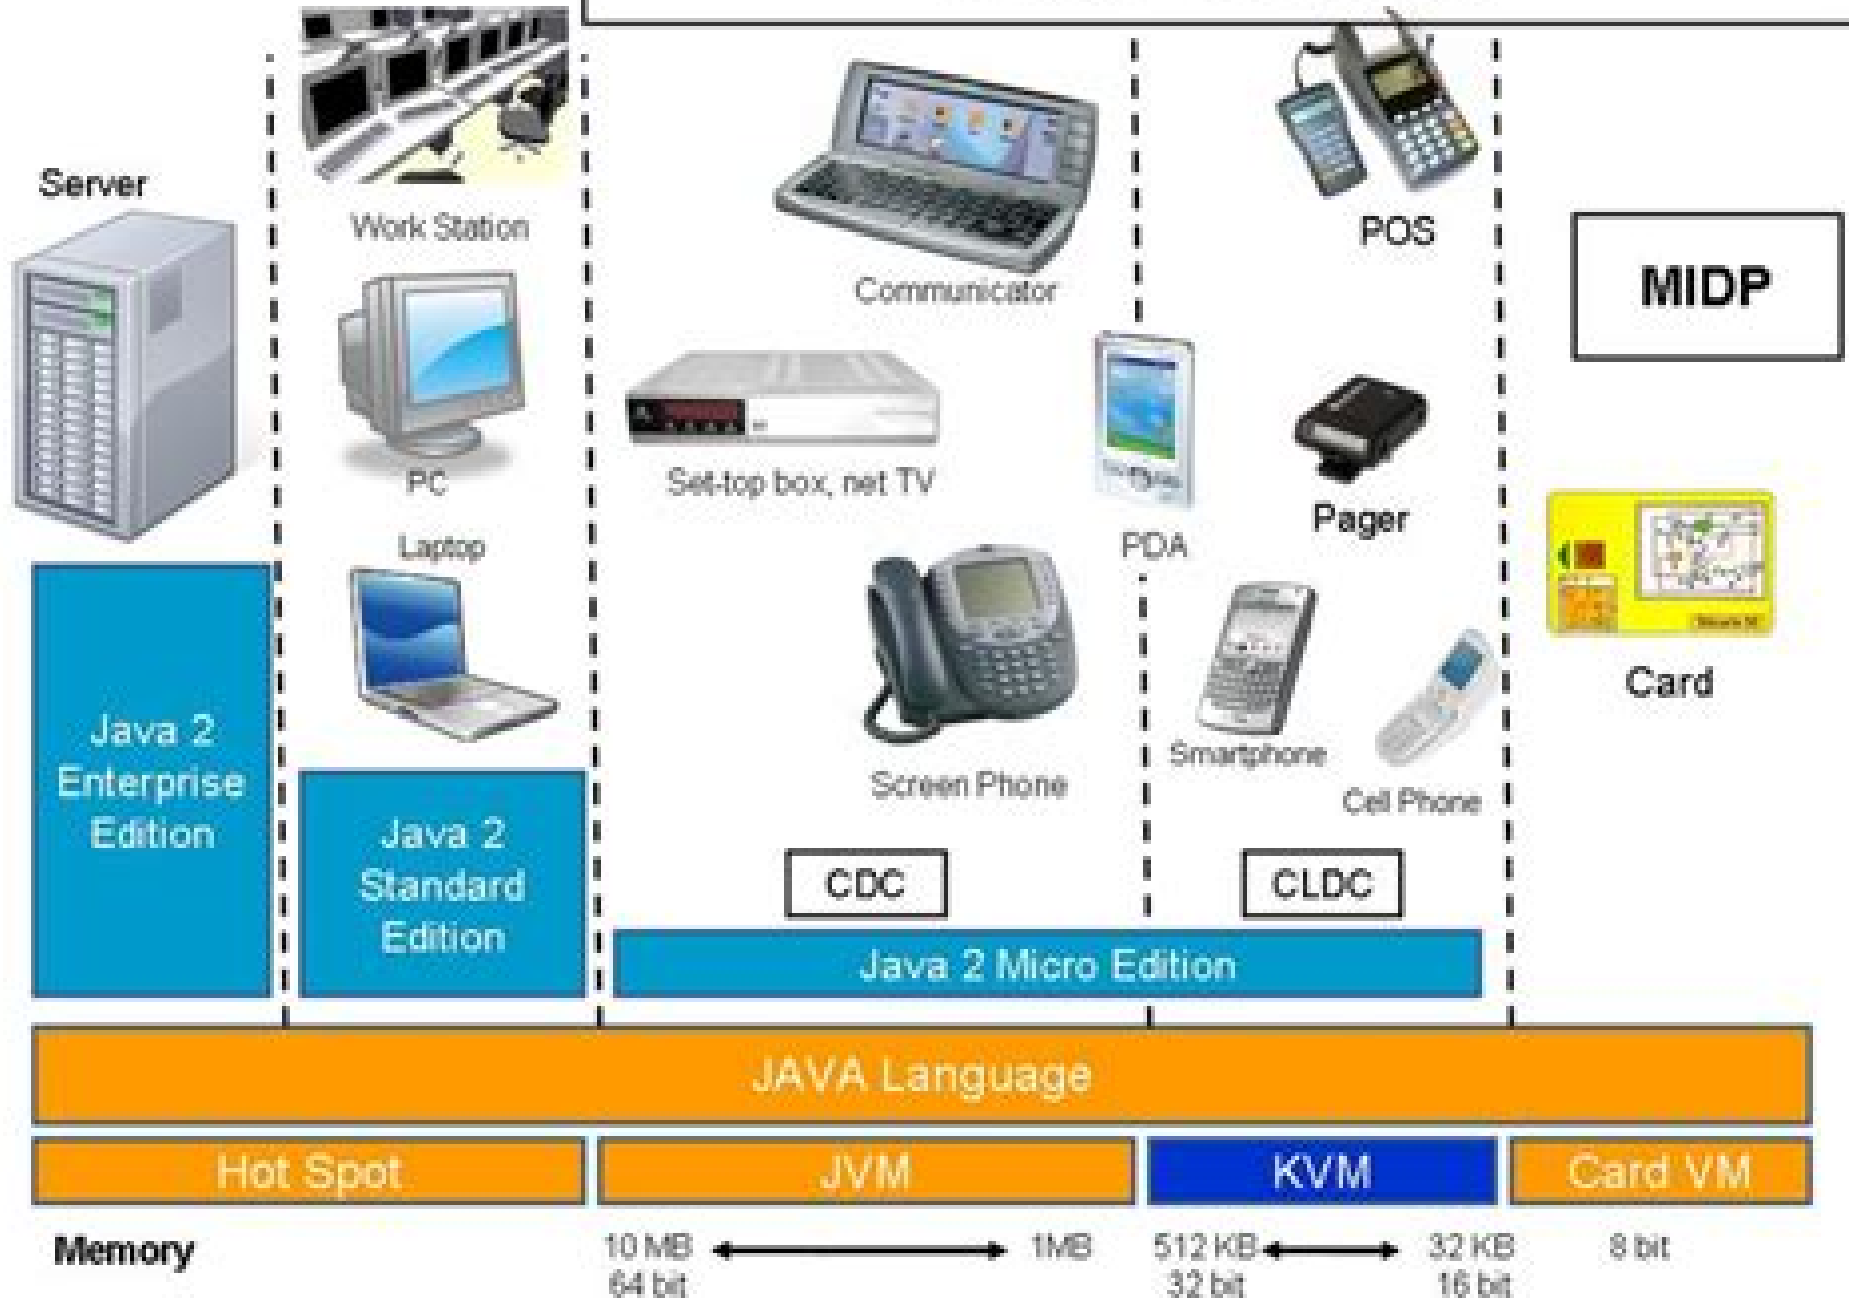 Server
Work Station
Communicator
POS
MIDP
PC
Set-top box, net TV
PDA
Pager
Laptop
Card
Screen Phone
Smartphone
Cell Phone
Java 2
Enterprise
Edition
Java 2
Standard
Edition
CDC
CLDC
Java 2 Micro Edition
JAVA Language
Hot Spot
JVM
KVM
Card VM
Memory
10 MB
1MB
512 KB
32 KB
8 bit
64 bit
32 bit
16 bit